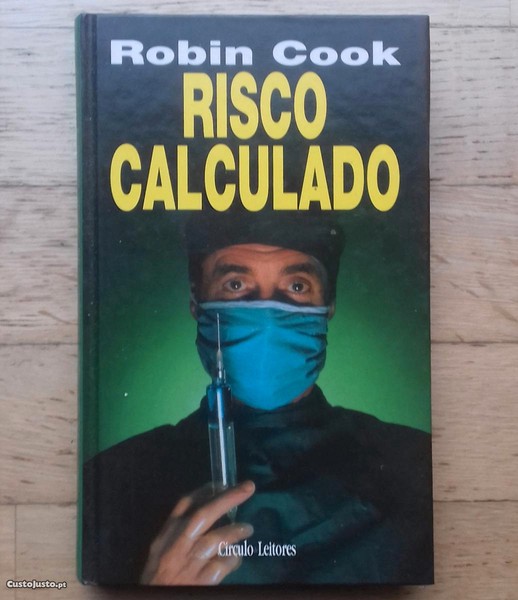 Robin Cook
RISCO
CALCULADO
Círculo Leitores
CustoJusto.pt